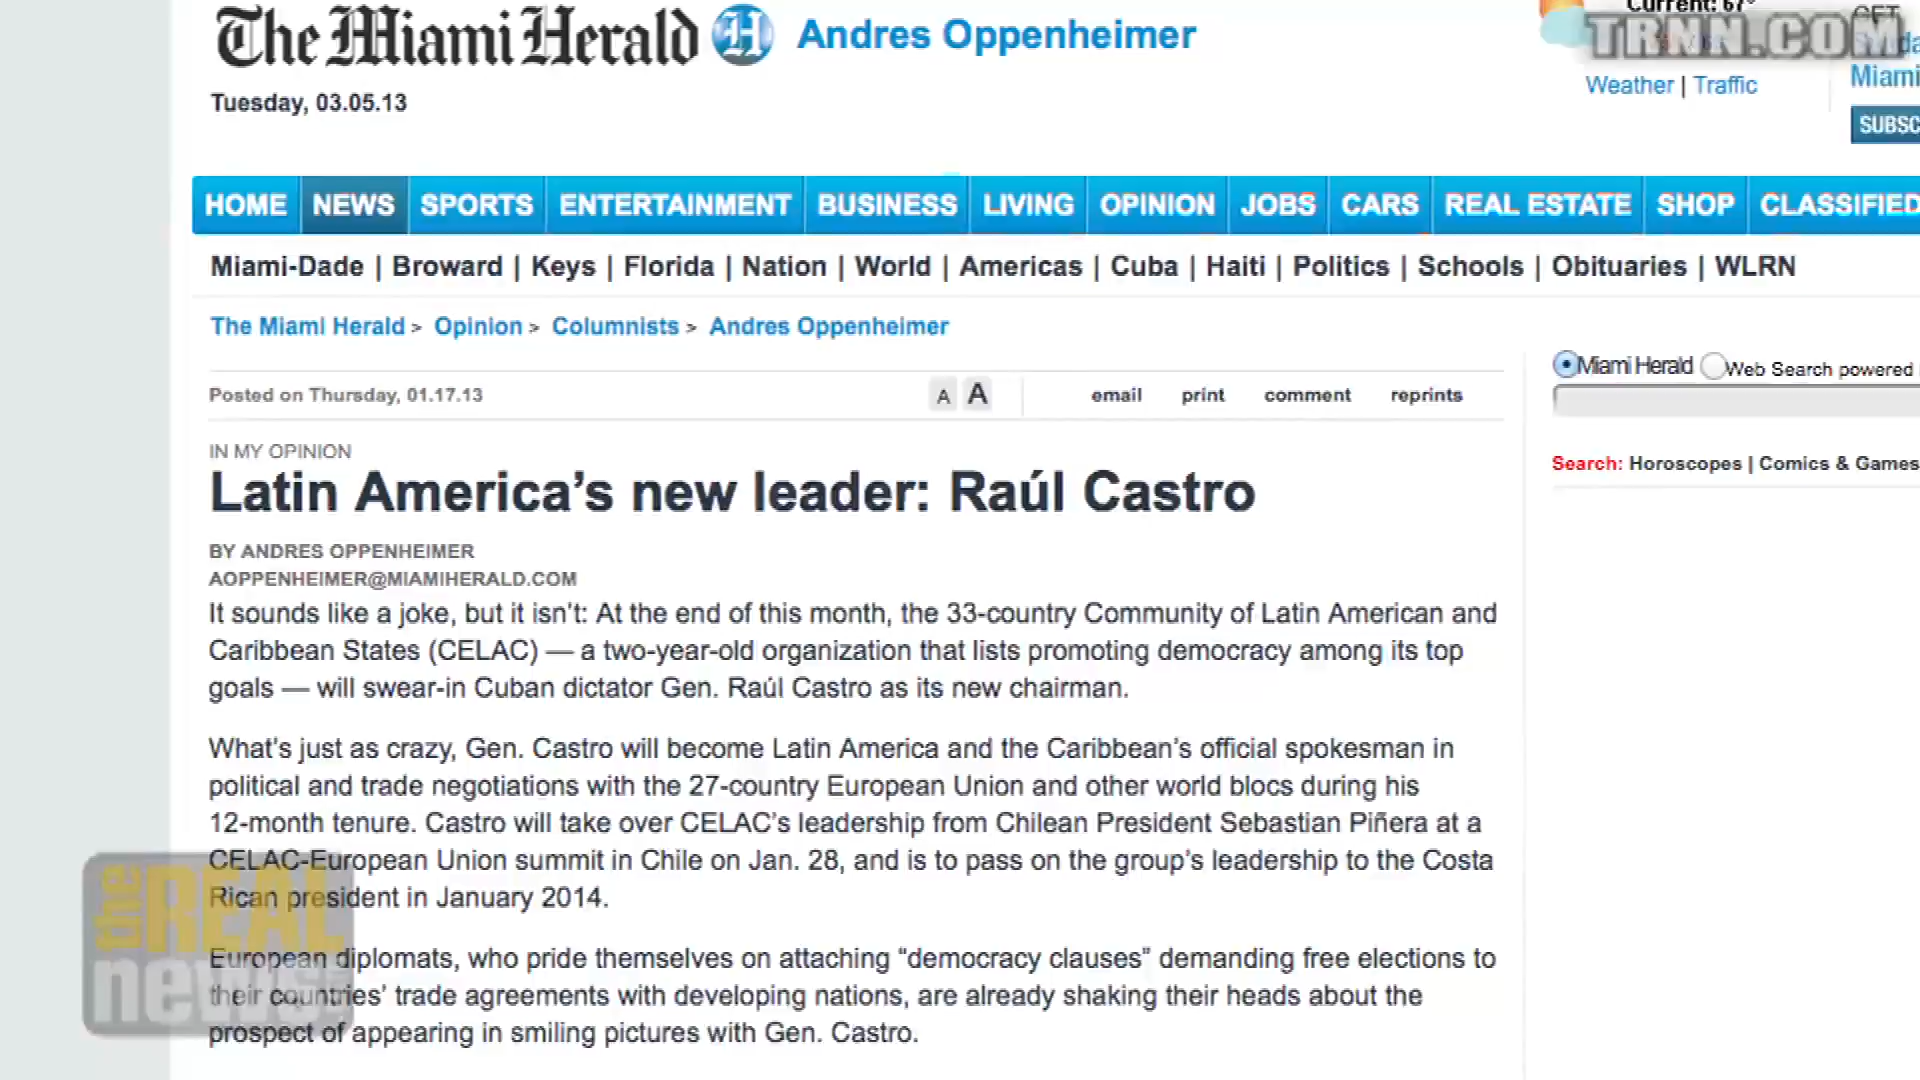 The Miami Herald H Andres Oppenheimer
Current: 67°
TRNN.COM
Tuesday, 03.05.13
Weather | Traffic
Miami
SUBSC
HOME NEWS SPORTS ENTERTAINMENT BUSINESS LIVING OPINION JOBS CARS REAL ESTATE SHOP CLASSIFIED
Miami-Dade | Broward | Keys | Florida | Nation | World | Americas | Cuba | Haiti | Politics | Schools | Obituaries | WLRN
The Miami Herald > Opinion > Columnists > Andres Oppenheimer
Miami Herald Web Search powered
Posted on Thursday, 01.17.13 A A email print comment reprints
IN MY OPINION
Search: Horoscopes | Comics & Games
Latin America’s new leader: Raúl Castro
BY ANDRES OPPENHEIMER
AOPPENHEIMER@MIAMIHERALD.COM
It sounds like a joke, but it isn’t: At the end of this month, the 33-country Community of Latin American and
Caribbean States (CELAC) — a two-year-old organization that lists promoting democracy among its top
goals — will swear-in Cuban dictator Gen. Raúl Castro as its new chairman.
What’s just as crazy, Gen. Castro will become Latin America and the Caribbean’s official spokesman in
political and trade negotiations with the 27-country European Union and other world blocs during his
12-month tenure. Castro will take over CELAC’s leadership from Chilean President Sebastian Piñera at a
CELAC-European Union summit in Chile on Jan. 28, and is to pass on the group’s leadership to the Costa
Rican president in January 2014.
European diplomats, who pride themselves on attaching “democracy clauses” demanding free elections to
their countries’ trade agreements with developing nations, are already shaking their heads about the
prospect of appearing in smiling pictures with Gen. Castro.
the REAL
news